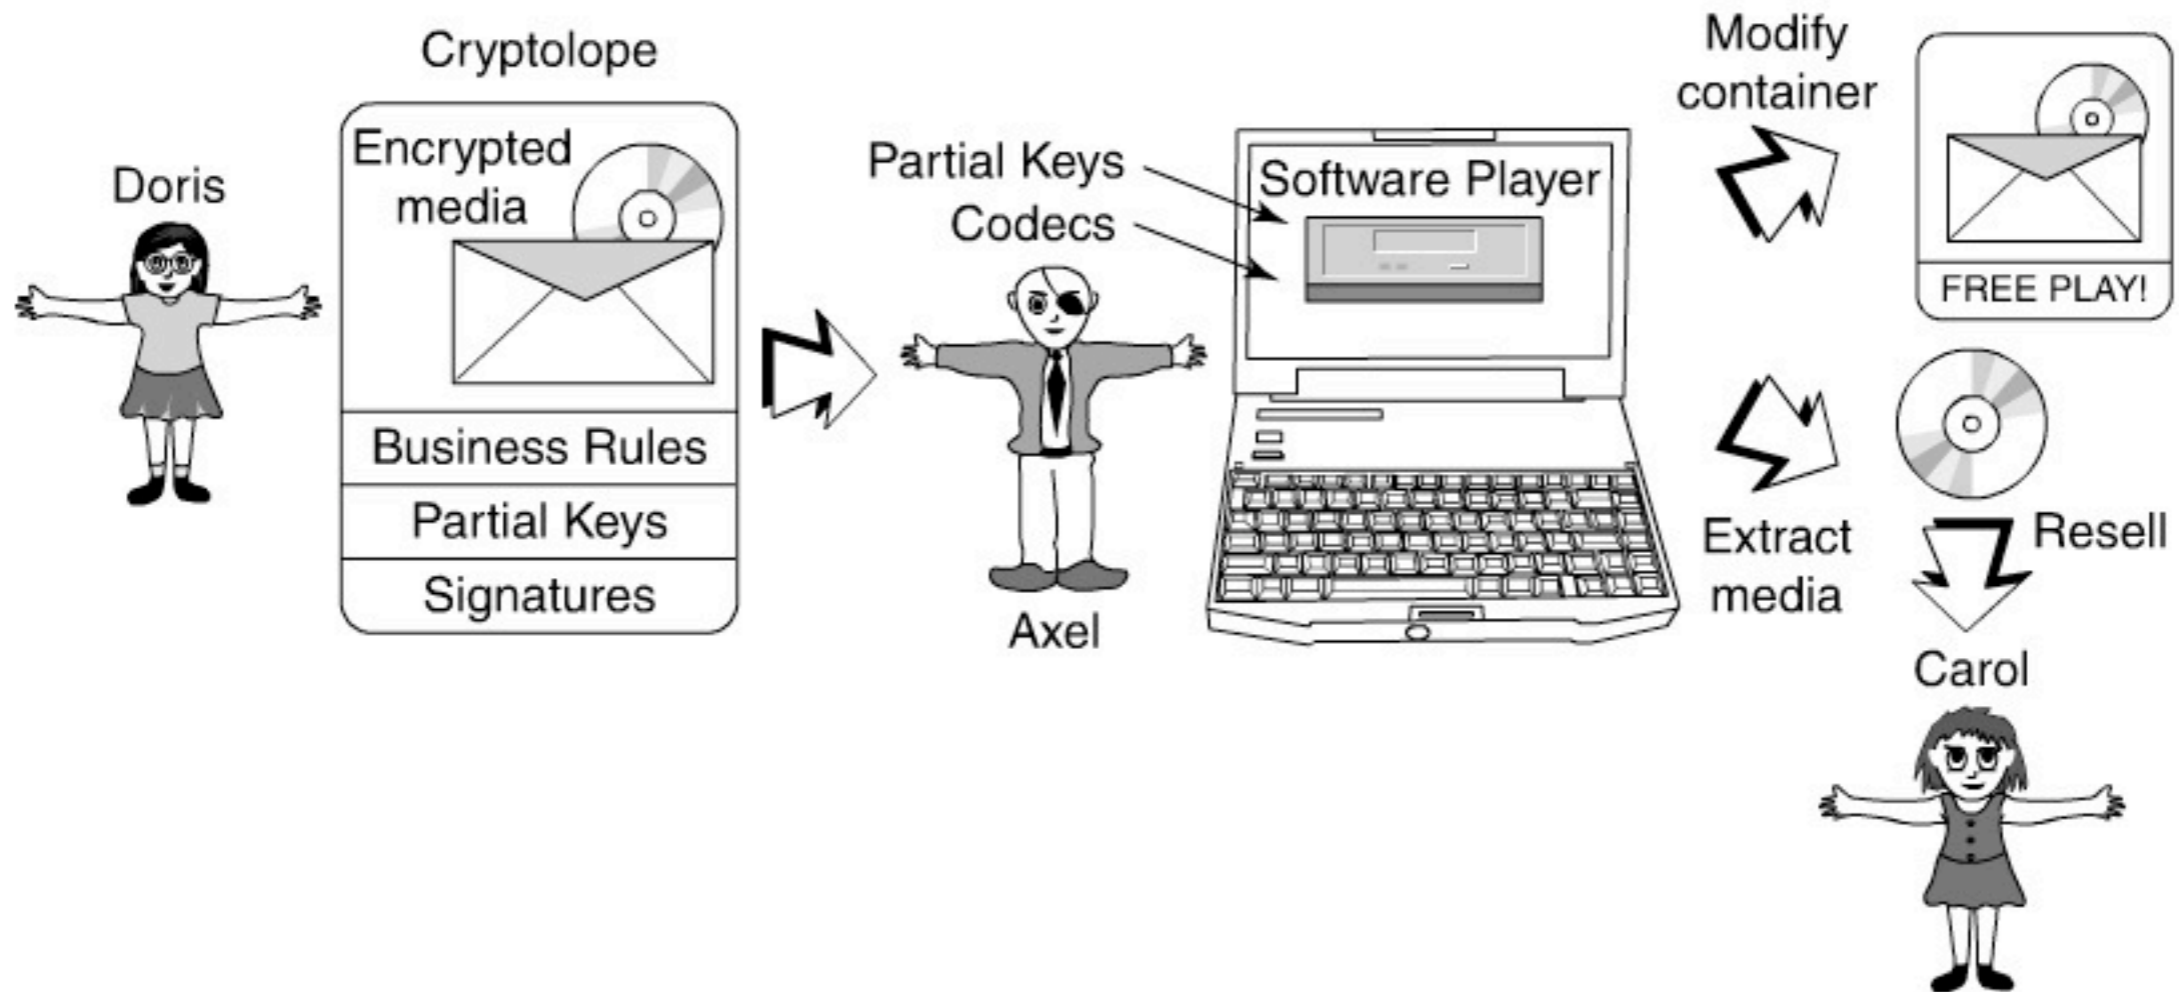 Cryptolope
Doris
Encrypted
media
Business Rules
Partial Keys
Signatures
Partial Keys
Codecs
Axel
Software Player
Modify
container
FREE PLAY!
Extract
media
Resell
Carol